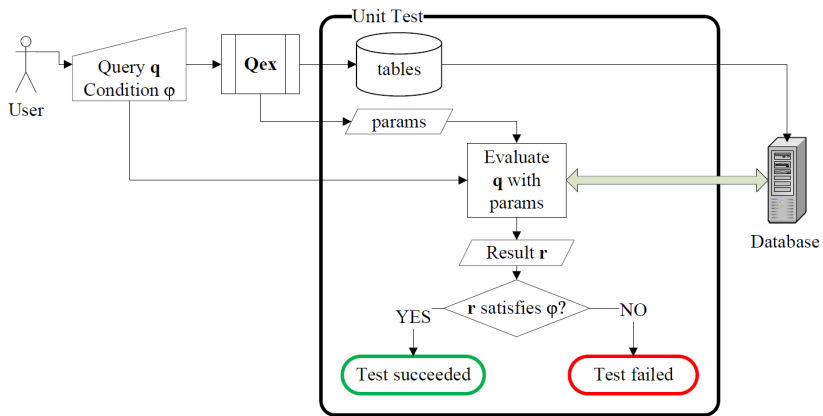 Unit Test
User
Query q
Condition φ
Qex
tables
params
Evaluate
q with
params
Database
Result r
r satisfies φ?
YES
NO
Test succeeded
Test failed